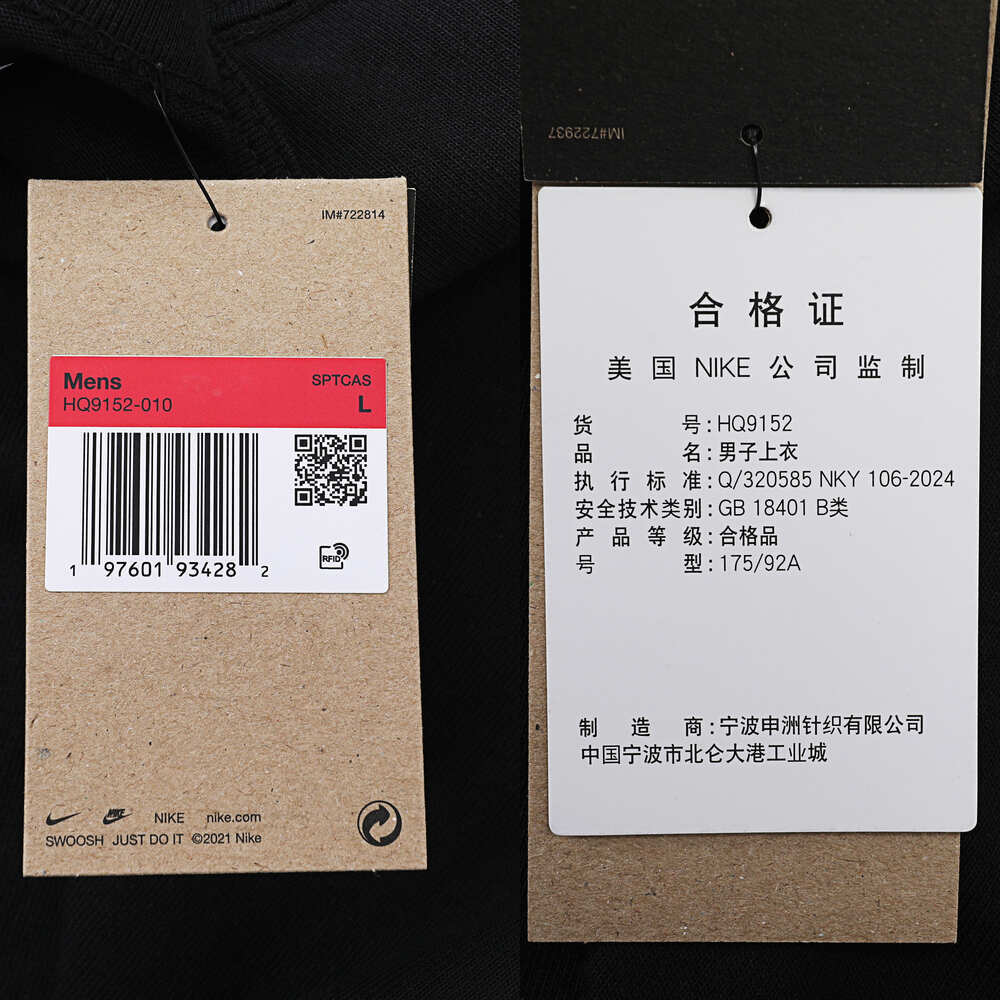 IM#722814
Mens SPTCAS
HQ9152-010 L
1 97601 93428 2
RFID
NIKE NIKE nike.com
SWOOSH JUST DO IT ©2021 Nike
IM#722937
合格证
美国 NIKE 公司监制
货号:HQ9152
品名:男子上衣
执行标准:Q/320585 NKY 106-2024
安全技术类别:GB 18401 B类
产品等级:合格品
号型:175/92A
制造商:宁波申洲针织有限公司
中国宁波市北仑大港工业城